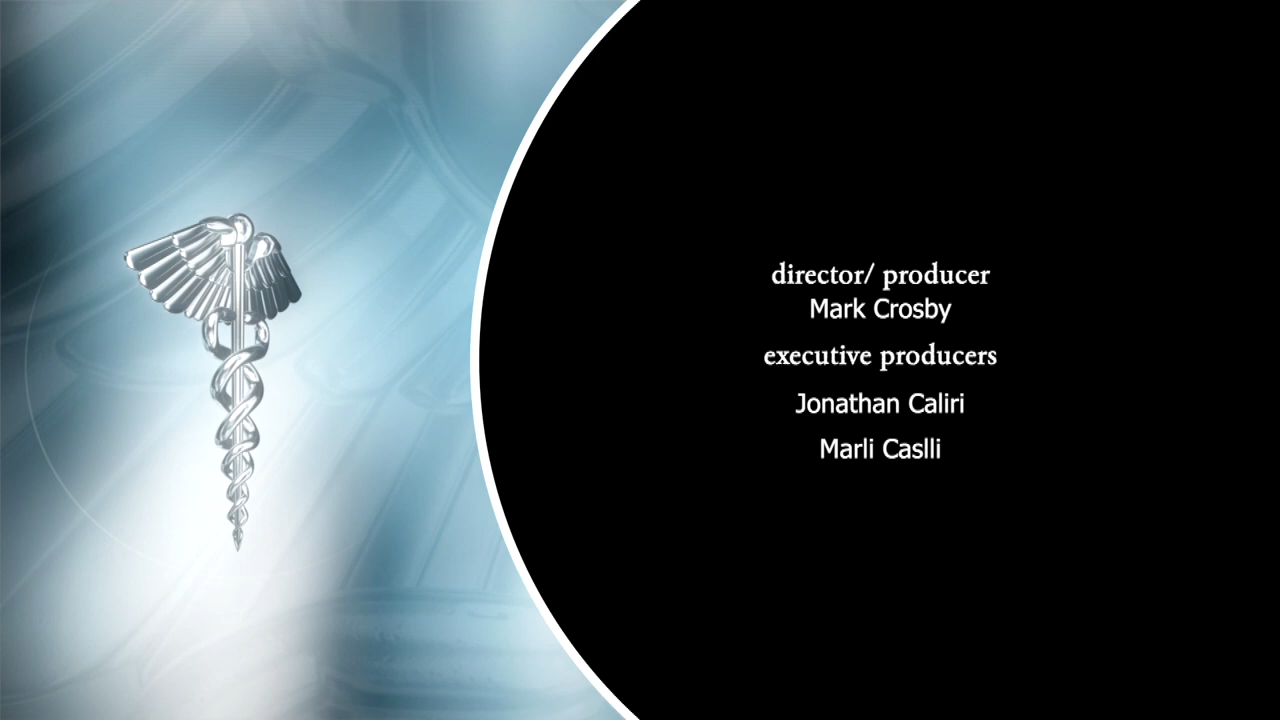 director/ producer
Mark Crosby
executive producers
Jonathan Caliri
Marli Caslli